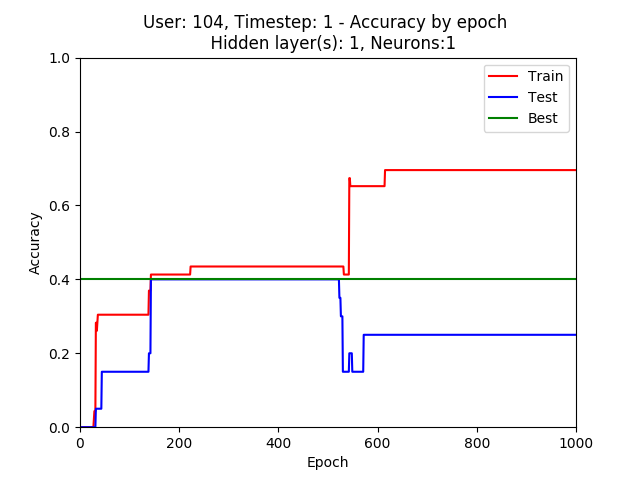 User: 104, Timestep: 1 - Accuracy by epoch
Hidden layer(s): 1, Neurons:1
1.0
0.8
0.6
0.4
0.2
0.0
Accuracy
Train
Test
Best
0 200 400 600 800 1000
Epoch